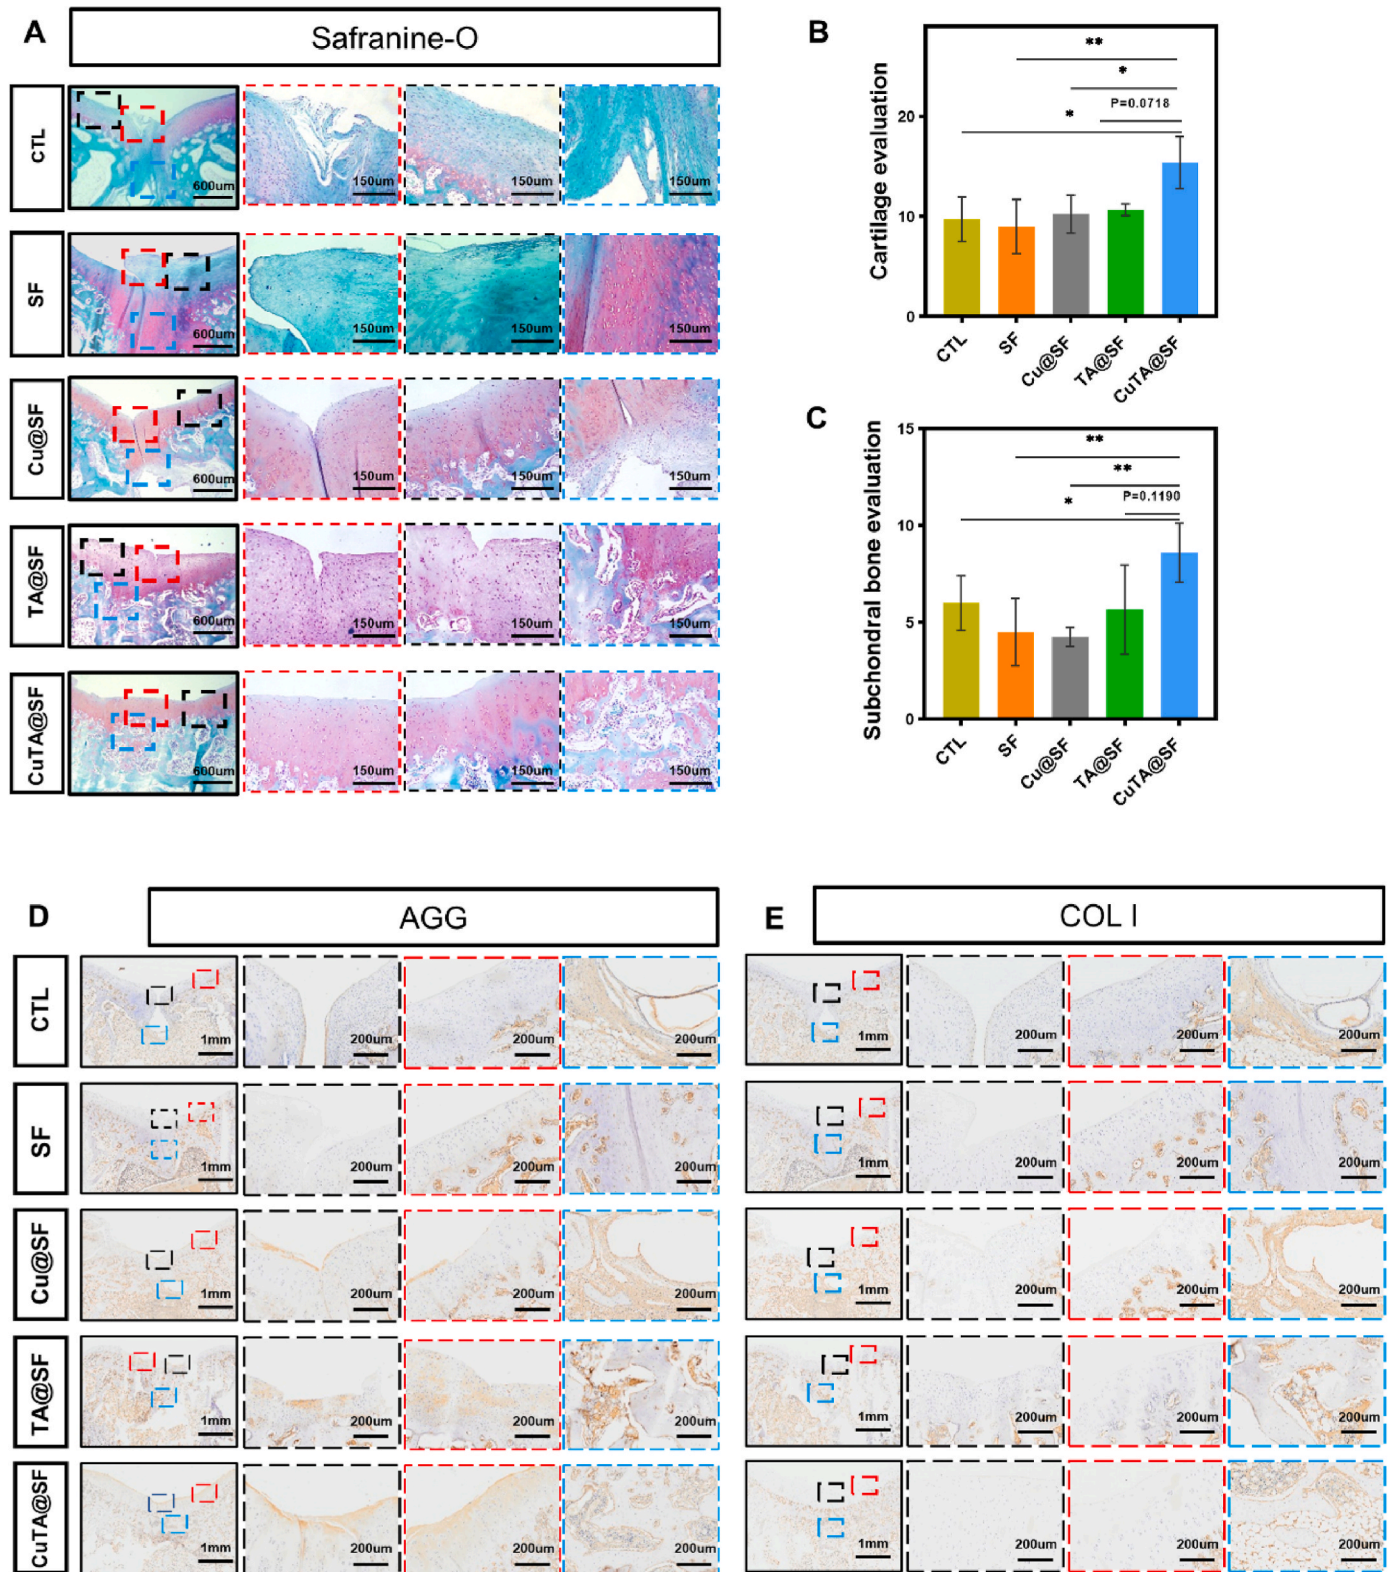 A
Safranine-O
CTL
600um
150um
150um
150um
SF
600um
150um
150um
150um
Cu@SF
600um
150um
150um
150um
TA@SF
600um
150um
150um
150um
CuTA@SF
600um
150um
150um
150um
B
Cartilage evaluation
20
10
0
**
*
P=0.0718
*
CTL
SF
Cu@SF
TA@SF
CuTA@SF
C
Subchondral bone evaluation
15
10
5
0
**
**
P=0.1190
*
CTL
SF
Cu@SF
TA@SF
CuTA@SF
D
AGG
CTL
1mm
200um
200um
200um
SF
1mm
200um
200um
200um
Cu@SF
1mm
200um
200um
200um
TA@SF
1mm
200um
200um
200um
CuTA@SF
1mm
200um
200um
200um
E
COL I
1mm
200um
200um
200um
1mm
200um
200um
200um
1mm
200um
200um
200um
1mm
200um
200um
200um
1mm
200um
200um
200um